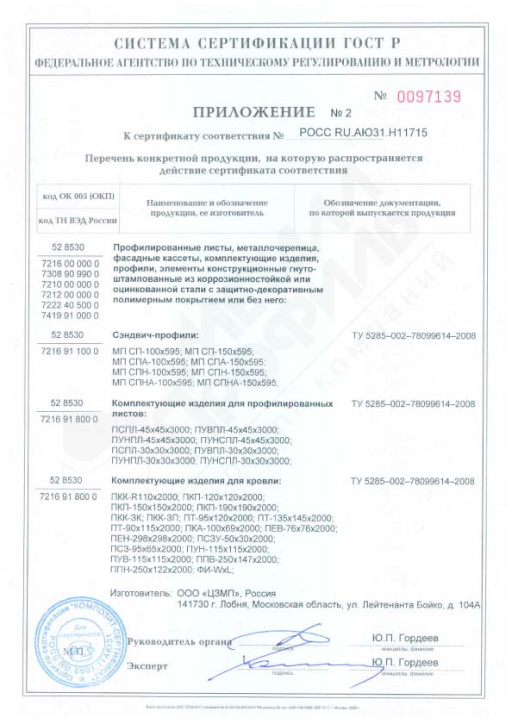 СИСТЕМА СЕРТИФИКАЦИИ ГОСТ Р
ФЕДЕРАЛЬНОЕ АГЕНТСТВО ПО ТЕХНИЧЕСКОМУ РЕГУЛИРОВАНИЮ И МЕТРОЛОГИИ
№ 0097139
ПРИЛОЖЕНИЕ № 2
К сертификату соответствия № РОСС RU.АЮ31.Н11715
Перечень конкретной продукции, на которую распространяется
действие сертификата соответствия
код ОК 005 (ОКП)
код ТН ВЭД России
Наименование и обозначение
продукции, ее изготовитель
Обозначение документации,
по которой выпускается продукция
52 8530
7216 00 000 0
7308 90 990 0
7210 00 000 0
7212 00 000 0
7222 40 500 0
7419 91 000 0
Профилированные листы, металлочерепица,
фасадные кассеты, комплектующие изделия,
профили, элементы конструкционные гнуто-
штампованные из коррозионностойкой или
оцинкованной стали с защитно-декоративным
полимерным покрытием или без него:
52 8530
7216 91 100 0
Сэндвич-профили:
ТУ 5285-002-78099614-2008
МП СП-100х595; МП СП-150х595;
МП СПА-100х595; МП СПА-150х595;
МП СПН-100х595; МП СПН-150х595;
МП СПНА-100х595; МП СПНА-150х595;
52 8530
7216 91 800 0
Комплектующие изделия для профилированных
листов:
ТУ 5285-002-78099614-2008
ПСПЛ-45х45х3000; ПУВПЛ-45х45х3000;
ПУНПЛ-45х45х3000; ПУНСПЛ-45х45х3000;
ПСПЛ-30х30х3000; ПУВПЛ-30х30х3000;
ПУНПЛ-30х30х3000; ПУНСПЛ-30х30х3000;
52 8530
7216 91 800 0
Комплектующие изделия для кровли:
ТУ 5285-002-78099614-2008
ПКК-R110х2000; ПКП-120х120х2000;
ПКП-150х150х2000; ПКП-190х190х2000;
ПКК-ЗК; ПКК-ЗП; ПТ-95х120х2000; ПТ-135х145х2000;
ПТ-90х115х2000; ПКА-100х69х2000; ПЕВ-76х76х2000;
ПЕН-298х298х2000; ПСЗУ-50х30х2000;
ПСЗ-95х65х2000; ПУН-115х115х2000;
ПУВ-115х115х2000; ППВ-250х147х2000;
ППН-250х122х2000; ФИ-WxL;
Изготовитель: ООО «ЦЗМП», Россия
141730 г. Лобня, Московская область, ул. Лейтенанта Бойко, д. 104А
Руководитель органа
подпись
Ю.П. Гордеев
инициалы, фамилия
М.П.
Эксперт
подпись
Ю.П. Гордеев
инициалы, фамилия